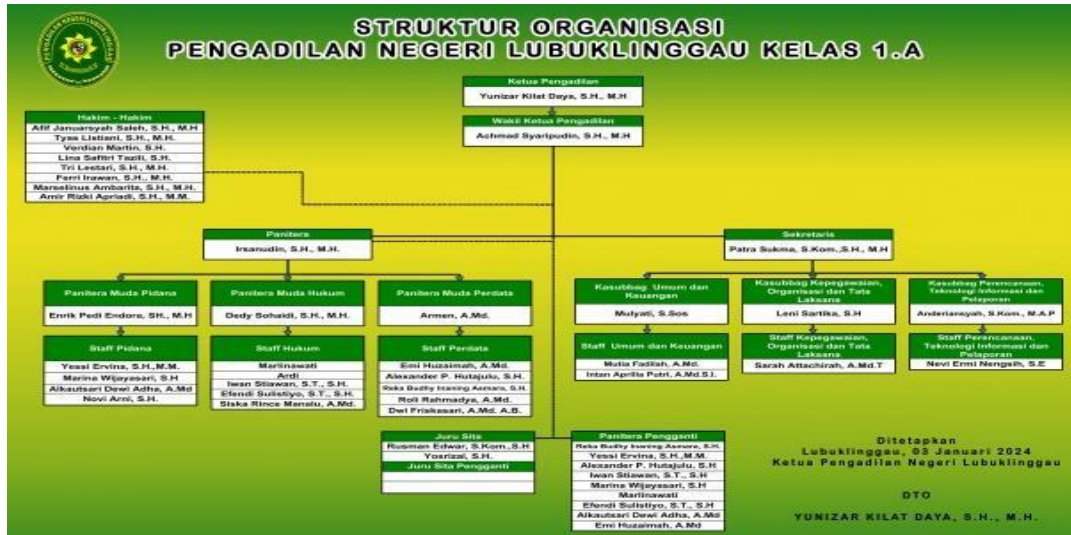 STRUKTUR ORGANISASI
PENGADILAN NEGERI LUBUKLINGGAU KELAS 1.A
Ketua Pengadilan
Yunizar Kilat Daya, S.H., M.H
Wakil Ketua Pengadilan
Achmad Syaripudin, S.H., M.H
Hakim - Hakim
Afif Januarsyah Saleh, S.H., M.H
Tyas Listiani, S.H., M.H.
Verdian Martin, S.H.
Lina Safitri Tazili, S.H.
Tri Lestari, S.H., M.H.
Ferri Irawan, S.H., M.H.
Marselinus Ambarita, S.H., M.H.
Amir Rizki Apriadi, S.H., M.M.
Panitera
Irsanudin, S.H., M.H.
Sekretaris
Patra Sukma, S.Kom.,S.H., M.H
Panitera Muda Pidana
Enrik Pedi Endora, SH., M.H
Panitera Muda Hukum
Dedy Sohaidi, S.H., M.H.
Panitera Muda Perdata
Armen, A.Md.
Kasubbag Umum dan
Keuangan
Mulyati, S.Sos
Kasubbag Kepegawaian,
Organisasi dan Tata
Laksana
Leni Sartika, S.H
Kasubbag Perencanaan,
Teknologi Informasi dan
Pelaporan
Anderiansyah, S.Kom., M.A.P
Staff Pidana
Yessi Ervina, S.H.,M.M.
Marina Wijayasari, S.H
Alkautsari Dewi Adha, A.Md
Novi Arni, S.H.
Staff Hukum
Marlinawati
Ardi
Iwan Stiawan, S.T., S.H.
Efendi Sulistiyo, S.T., S.H.
Siska Rince Manalu, A.Md.
Staff Perdata
Emi Huzaimah, A.Md.
Alexander P. Hutajulu, S.H.
Reka Budhy Inaning Asmara, S.H.
Roli Rahmadya, A.Md.
Dwi Friskasari, A.Md. A.B.
Staff Umum dan Keuangan
Mutia Fadilah, A.Md.
Intan Aprilia Putri, A.Md.S.I.
Staff Kepegawaian,
Organisasi dan Tata
Laksana
Sarah Attachirah, A.Md.T
Staff Perencanaan,
Teknologi Informasi dan
Pelaporan
Nevi Ermi Nengsih, S.E
Juru Sita
Rusman Edwar, S.Kom.,S.H
Yosrizal, S.H.
Juru Sita Pengganti
Panitera Pengganti
Reka Budhy Inaning Asmara, S.H.
Yessi Ervina, S.H.,M.M.
Alexander P. Hutajulu, S.H
Iwan Stiawan, S.T., S.H
Marina Wijayasari, S.H
Marlinawati
Efendi Sulistiyo, S.T., S.H
Alkautsari Dewi Adha, A.Md
Emi Huzaimah, A.Md
Ditetapkan
Lubuklinggau, 03 Januari 2024
Ketua Pengadilan Negeri Lubuklinggau
DTO
YUNIZAR KILAT DAYA, S.H., M.H.